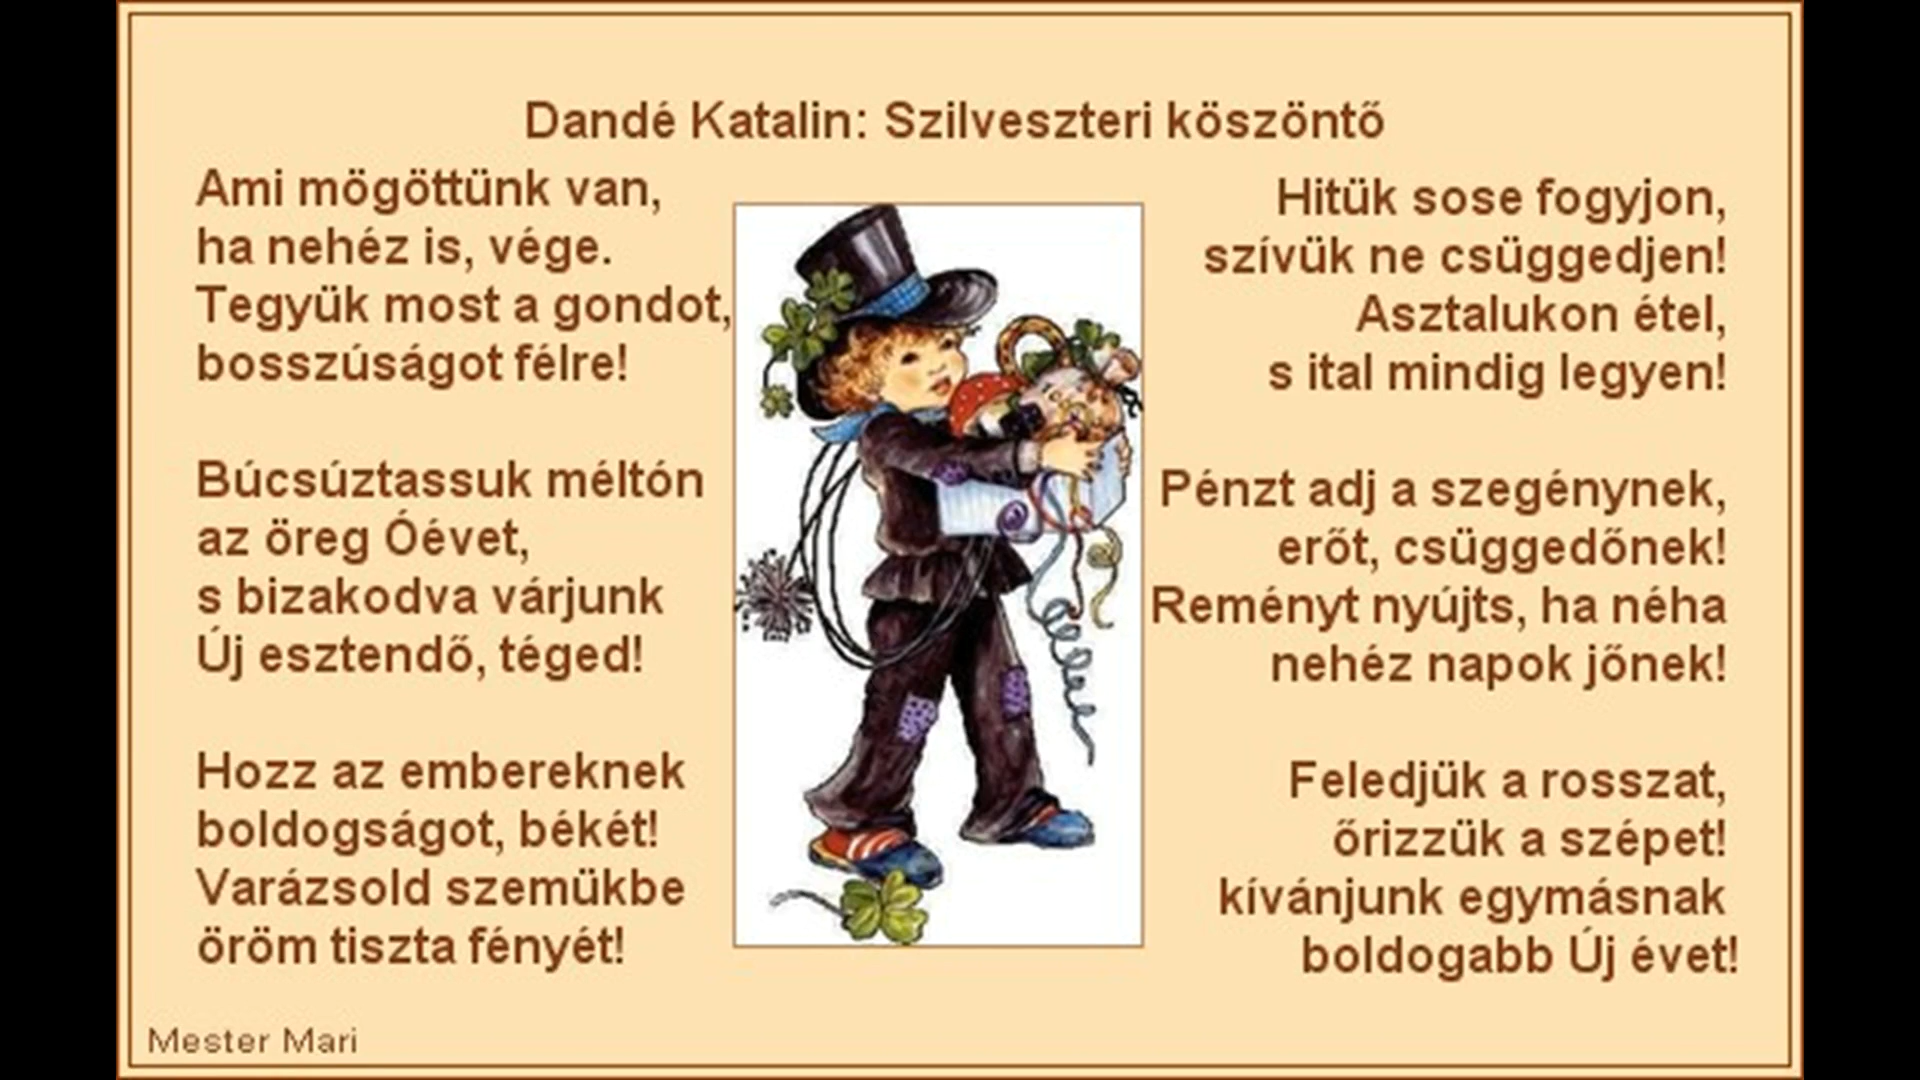 Dandé Katalin: Szilveszteri köszöntő
Ami mögöttünk van,
ha nehéz is, vége.
Tegyük most a gondot,
bosszúságot félre!
Búcsúztassuk méltón
az öreg Óévet,
s bizakodva várjunk
Új esztendő, téged!
Hozz az embereknek
boldogságot, békét!
Varázsold szemükbe
öröm tiszta fényét!
Hitük sose fogyjon,
szívük ne csüggedjen!
Asztalukon étel,
s ital mindig legyen!
Pénzt adj a szegénynek,
erőt, csüggedőnek!
Reményt nyújts, ha néha
nehéz napok jőnek!
Feledjük a rosszat,
őrizzük a szépet!
kívánjunk egymásnak
boldogabb Új évet!
Mester Mari